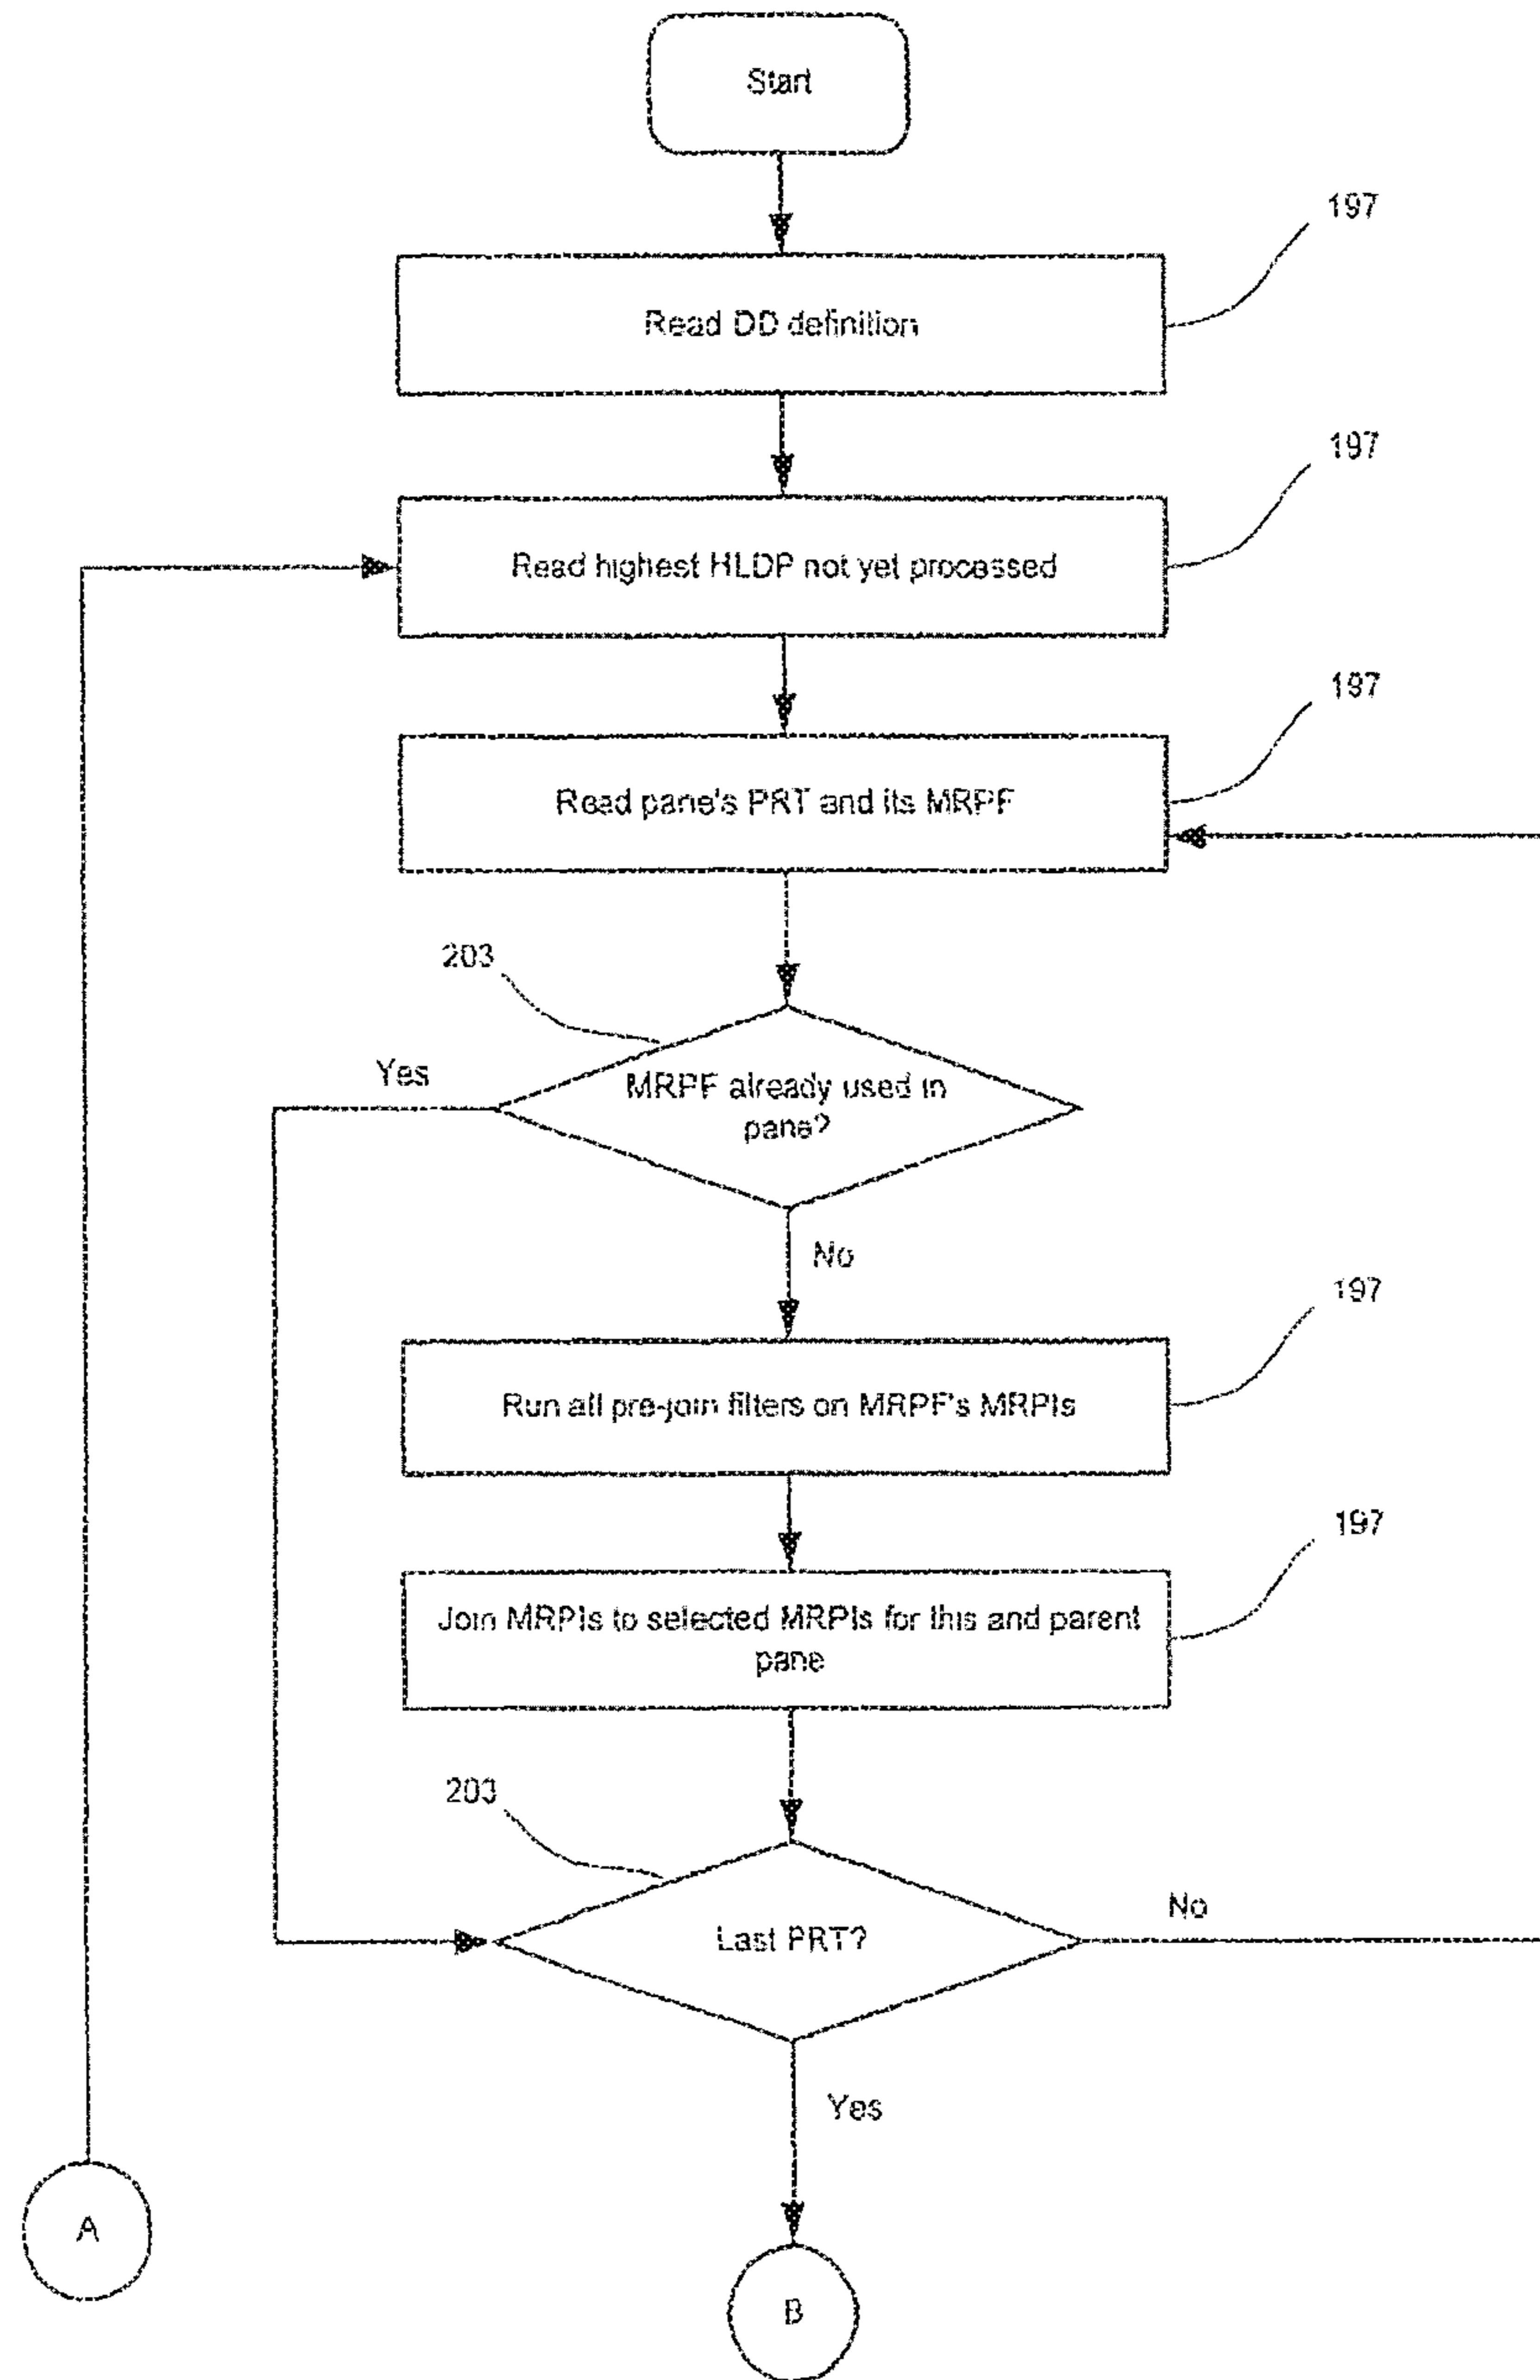 Start
197
Read DD definition
197
Read highest HLDP not yet processed
197
Read pane's PRT and its MRPF
203
Yes
MRPF already used in
pane?
No
197
Run all pre-join filters on MRPF's MRPIs
197
Join MRPIs to selected MRPIs for this and parent
pane
203
No
Last PRT?
Yes
A
B